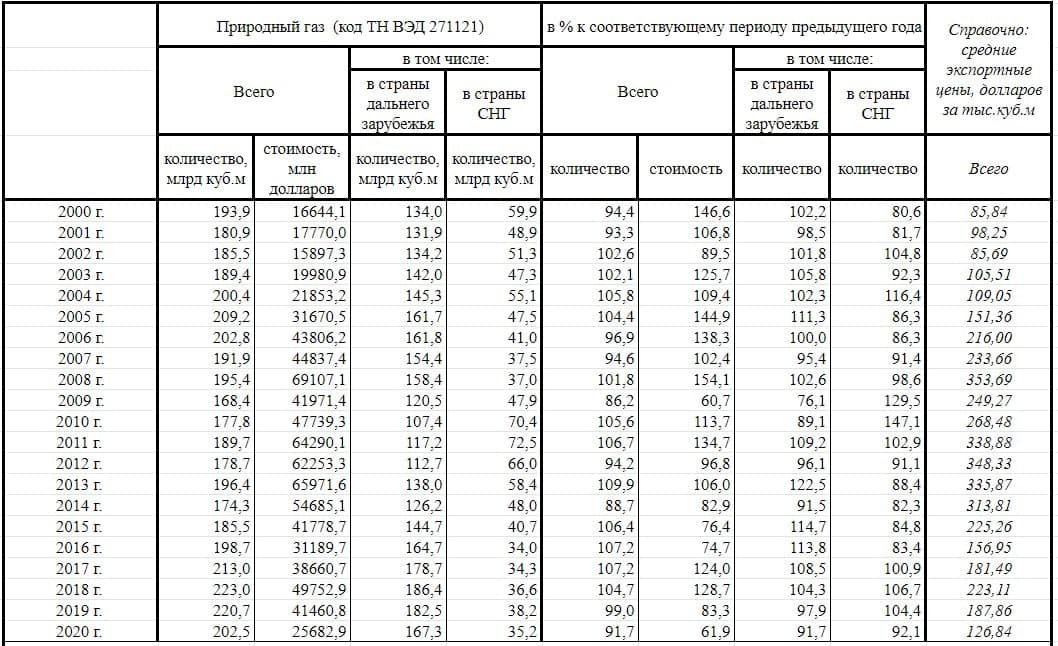 Природный газ (код ТН ВЭД 271121) в % к соответствующему периоду предыдущего года Справочно: средние экспортные цены, долларов за тыс.куб.м
Всего в том числе: Всего в том числе:
в страны дальнего зарубежья в страны СНГ в страны дальнего зарубежья в страны СНГ
количество, млрд куб.м стоимость, млн долларов количество, млрд куб.м количество, млрд куб.м количество стоимость количество количество Всего
2000 г. 193,9 16644,1 134,0 59,9 94,4 146,6 102,2 80,6 85,84
2001 г. 180,9 17770,0 131,9 48,9 93,3 106,8 98,5 81,7 98,25
2002 г. 185,5 15897,3 134,2 51,3 102,6 89,5 101,8 104,8 85,69
2003 г. 189,4 19980,9 142,0 47,3 102,1 125,7 105,8 92,3 105,51
2004 г. 200,4 21853,2 145,3 55,1 105,8 109,4 102,3 116,4 109,05
2005 г. 209,2 31670,5 161,7 47,5 104,4 144,9 111,3 86,3 151,36
2006 г. 202,8 43806,2 161,8 41,0 96,9 138,3 100,0 86,3 216,00
2007 г. 191,9 44837,4 154,4 37,5 94,6 102,4 95,4 91,4 233,66
2008 г. 195,4 69107,1 158,4 37,0 101,8 154,1 102,6 98,6 353,69
2009 г. 168,4 41971,4 120,5 47,9 86,2 60,7 76,1 129,5 249,27
2010 г. 177,8 47739,3 107,4 70,4 105,6 113,7 89,1 147,1 268,48
2011 г. 189,7 64290,1 117,2 72,5 106,7 134,7 109,2 102,9 338,88
2012 г. 178,7 62253,3 112,7 66,0 94,2 96,8 96,1 91,1 348,33
2013 г. 196,4 65971,6 138,0 58,4 109,9 106,0 122,5 88,4 335,87
2014 г. 174,3 54685,1 126,2 48,0 88,7 82,9 91,5 82,3 313,81
2015 г. 185,5 41778,7 144,7 40,7 106,4 76,4 114,7 84,8 225,26
2016 г. 198,7 31189,7 164,7 34,0 107,2 74,7 113,8 83,4 156,95
2017 г. 213,0 38660,7 178,7 34,3 107,2 124,0 108,5 100,9 181,49
2018 г. 223,0 49752,9 186,4 36,6 104,7 128,7 104,3 106,7 223,11
2019 г. 220,7 41460,8 182,5 38,2 99,0 83,3 97,9 104,4 187,86
2020 г. 202,5 25682,9 167,3 35,2 91,7 61,9 91,7 92,1 126,84